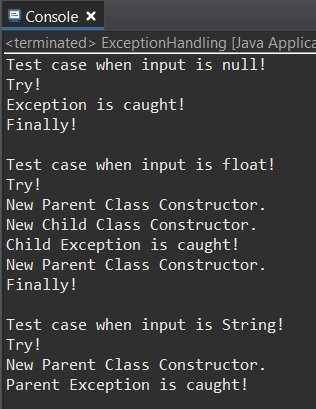 Console
<terminated> ExceptionHandling [Java Applica
Test case when input is null!
Try!
Exception is caught!
Finally!
Test case when input is float!
Try!
New Parent Class Constructor.
New Child Class Constructor.
Child Exception is caught!
New Parent Class Constructor.
Finally!
Test case when input is String!
Try!
New Parent Class Constructor.
Parent Exception is caught!